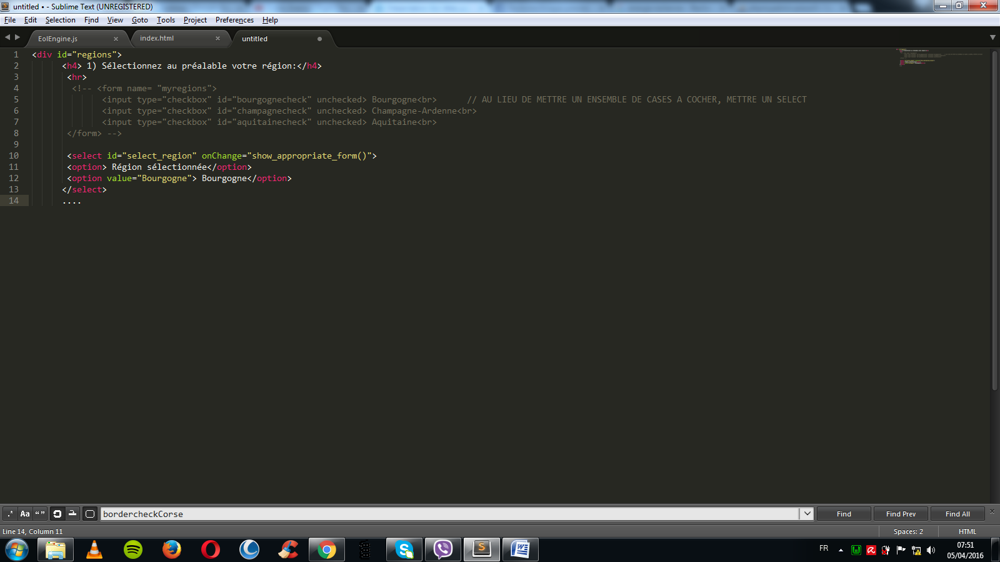 untitled • - Sublime Text (UNREGISTERED)
File Edit Selection Find View Goto Tools Project Preferences Help
EolEngine.js index.html untitled
1 <div id="regions">
2 <h4> 1) Sélectionnez au préalable votre région:</h4>
3 <hr>
4 <!-- <form name= "myregions">
5 <input type="checkbox" id="bourgognecheck" unchecked> Bourgogne<br> // AU LIEU DE METTRE UN ENSEMBLE DE CASES A COCHER, METTRE UN SELECT
6 <input type="checkbox" id="champagnecheck" unchecked> Champagne-Ardenne<br>
7 <input type="checkbox" id="aquitainecheck" unchecked> Aquitaine<br>
8 </form> -->
9
10 <select id="select_region" onChange="show_appropriate_form()">
11 <option> Région sélectionnée</option>
12 <option value="Bourgogne"> Bourgogne</option>
13 </select>
14 ....
.* Aa “ ” bordercheckCorse Find Find Prev Find All
Line 14, Column 11 Spaces: 2 HTML
FR 07:51
05/04/2016